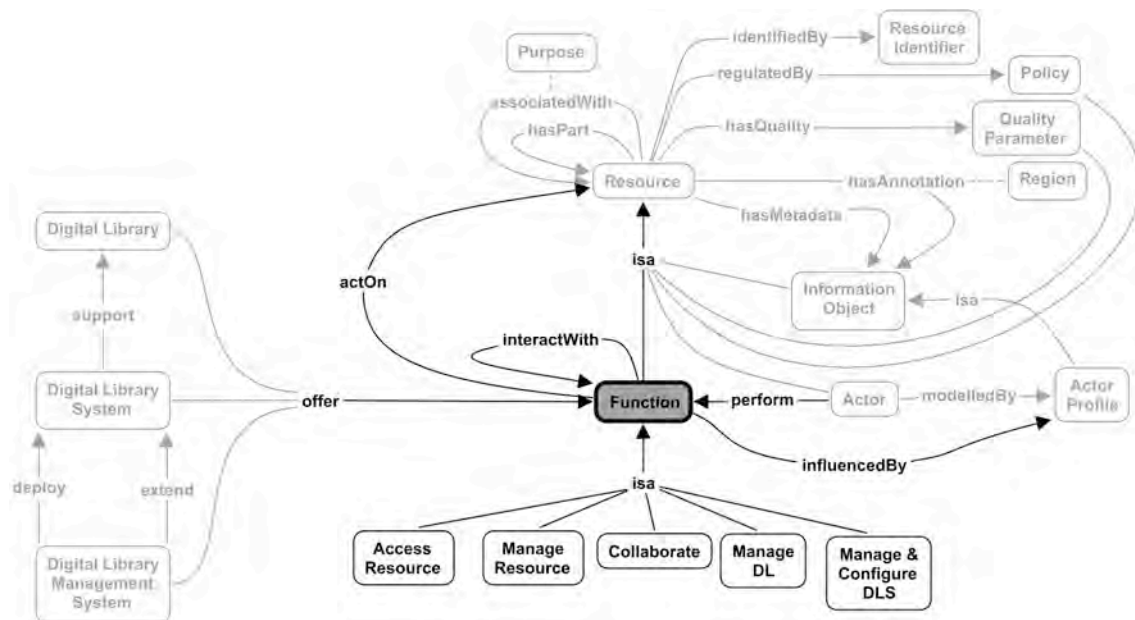 Purpose
identifiedBy
Resource
Identifier
regulatedBy
Policy
associatedWith
hasPart
hasQuality
Quality
Parameter
Resource
hasAnnotation
Region
hasMetadata
Digital Library
isa
actOn
Information
Object
isa
support
interactWith
Digital Library
System
offer
Function
perform
Actor
modelledBy
Actor
Profile
influencedBy
deploy
extend
isa
Digital Library
Management
System
Access
Resource
Manage
Resource
Collaborate
Manage
DL
Manage &
Configure
DLS